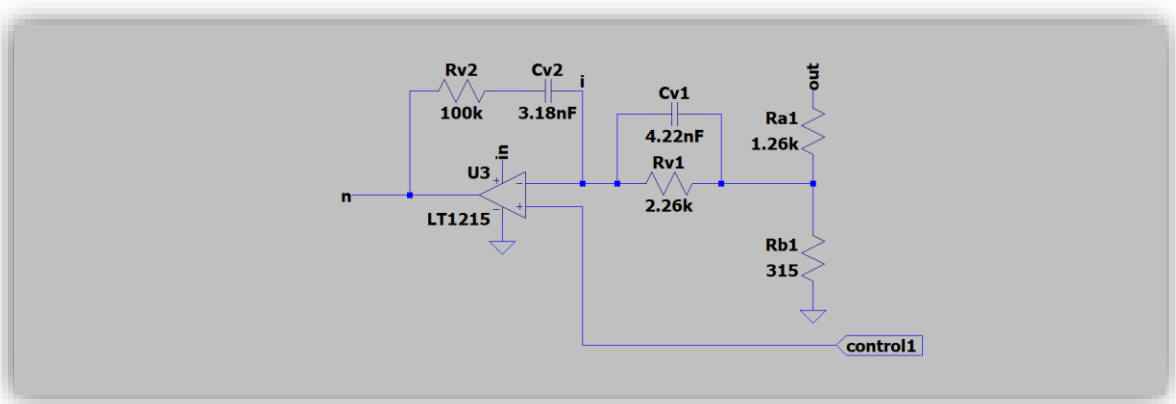 Rv2
100k
Cv2
3.18nF
i
out
Cv1
4.22nF
Ra1
1.26k
in
U3
Rv1
2.26k
n
LT1215
Rb1
315
control1